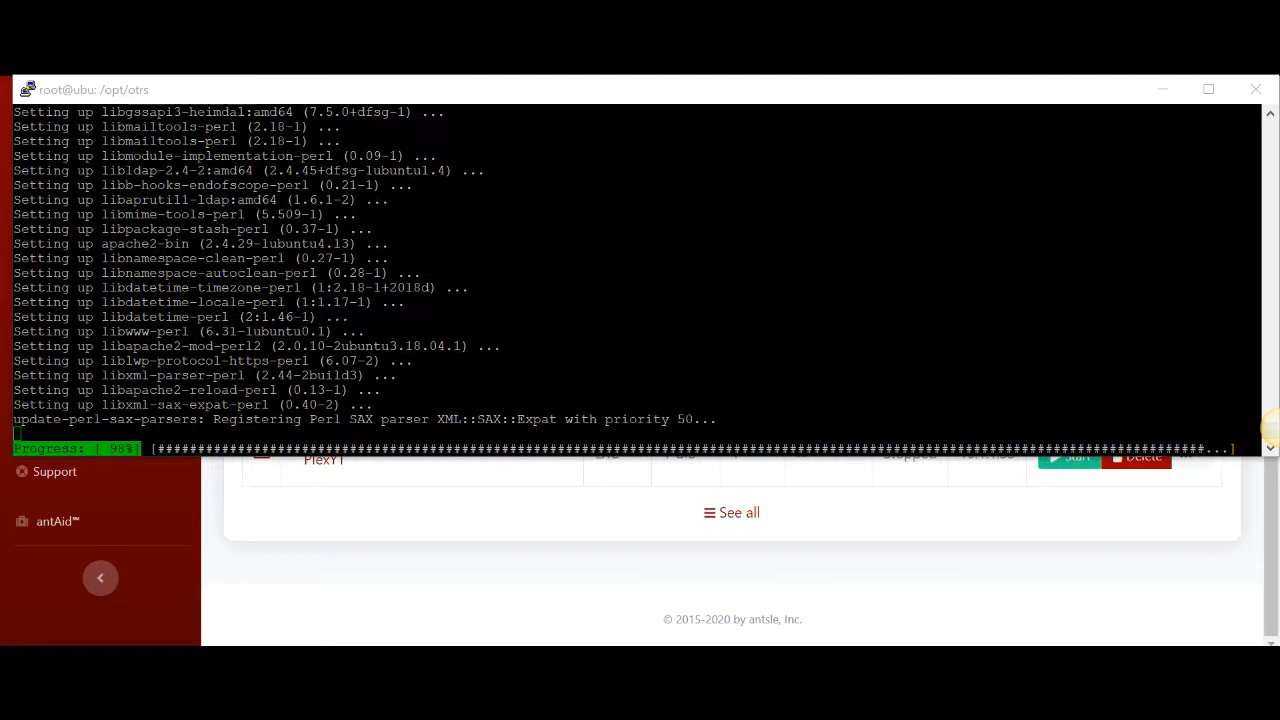 root@ubu: /opt/otrs
Setting up libgssapi3-heimdal:amd64 (7.5.0+dfsg-1) ...
Setting up libmailtools-perl (2.18-1) ...
Setting up libmailtools-perl (2.18-1) ...
Setting up libmodule-implementation-perl (0.09-1) ...
Setting up libldap-2.4-2:amd64 (2.4.45+dfsg-1ubuntu1.4) ...
Setting up libb-hooks-endofscope-perl (0.21-1) ...
Setting up libaprutil1-ldap:amd64 (1.6.1-2) ...
Setting up libmime-tools-perl (5.509-1) ...
Setting up libpackage-stash-perl (0.37-1) ...
Setting up apache2-bin (2.4.29-1ubuntu4.13) ...
Setting up libnamespace-clean-perl (0.27-1) ...
Setting up libnamespace-autoclean-perl (0.28-1) ...
Setting up libdatetime-timezone-perl (1:2.18-1+2018d) ...
Setting up libdatetime-locale-perl (1:1.17-1) ...
Setting up libdatetime-perl (2:1.46-1) ...
Setting up libwww-perl (6.31-1ubuntu0.1) ...
Setting up libapache2-mod-perl2 (2.0.10-2ubuntu3.18.04.1) ...
Setting up liblwp-protocol-https-perl (6.07-2) ...
Setting up libxml-parser-perl (2.44-2build3) ...
Setting up libapache2-reload-perl (0.13-1) ...
Setting up libxml-sax-expat-perl (0.40-2) ...
update-perl-sax-parsers: Registering Perl SAX parser XML::SAX::Expat with priority 50...
Progress: [ 98%] [##################################################################################################################################...]
PlexYT Stopped Start Delete
Support
antAid™
See all
© 2015-2020 by antsle, Inc.